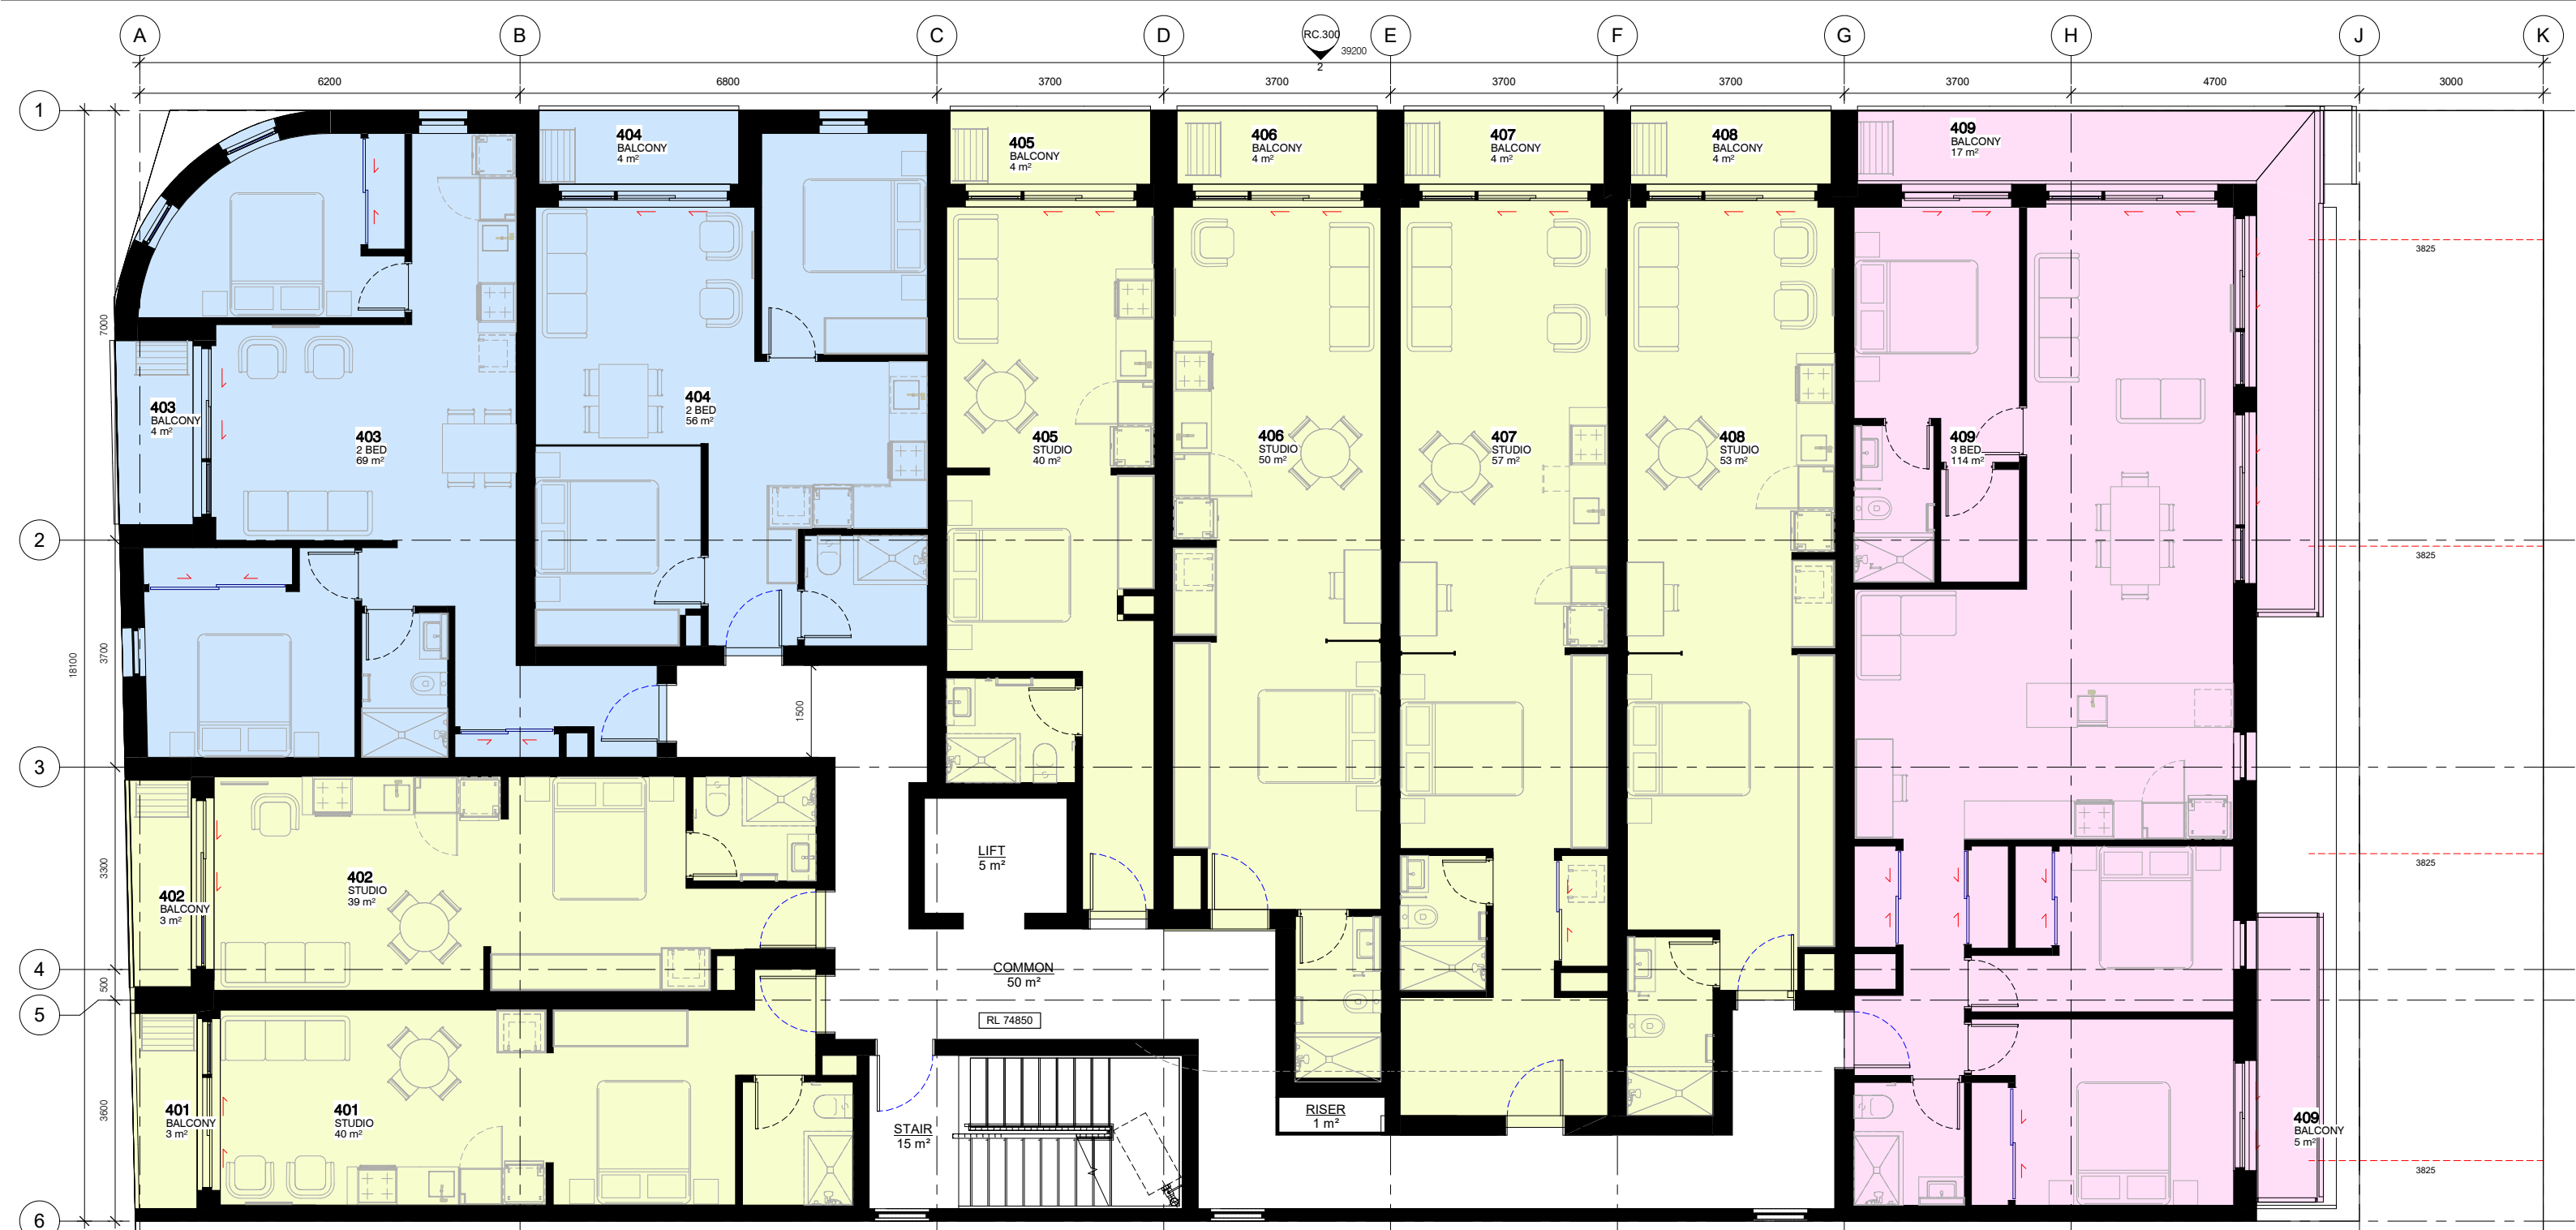 A
B
C
D
RC.300
2
E
F
G
H
J
K
39200
6200
6800
3700
3700
3700
3700
3700
4700
3000
1
2
3
4
5
6
7000
3700
18100
3300
500
3600
404
BALCONY
4 m²
405
BALCONY
4 m²
406
BALCONY
4 m²
407
BALCONY
4 m²
408
BALCONY
4 m²
409
BALCONY
17 m²
3825
403
BALCONY
4 m²
403
2 BED
69 m²
404
2 BED
56 m²
405
STUDIO
40 m²
406
STUDIO
50 m²
407
STUDIO
57 m²
408
STUDIO
53 m²
409
3 BED
114 m²
3825
1500
402
BALCONY
3 m²
402
STUDIO
39 m²
LIFT
5 m²
3825
COMMON
50 m²
RL 74850
401
BALCONY
3 m²
401
STUDIO
40 m²
STAIR
15 m²
RISER
1 m²
409
BALCONY
5 m²
3825